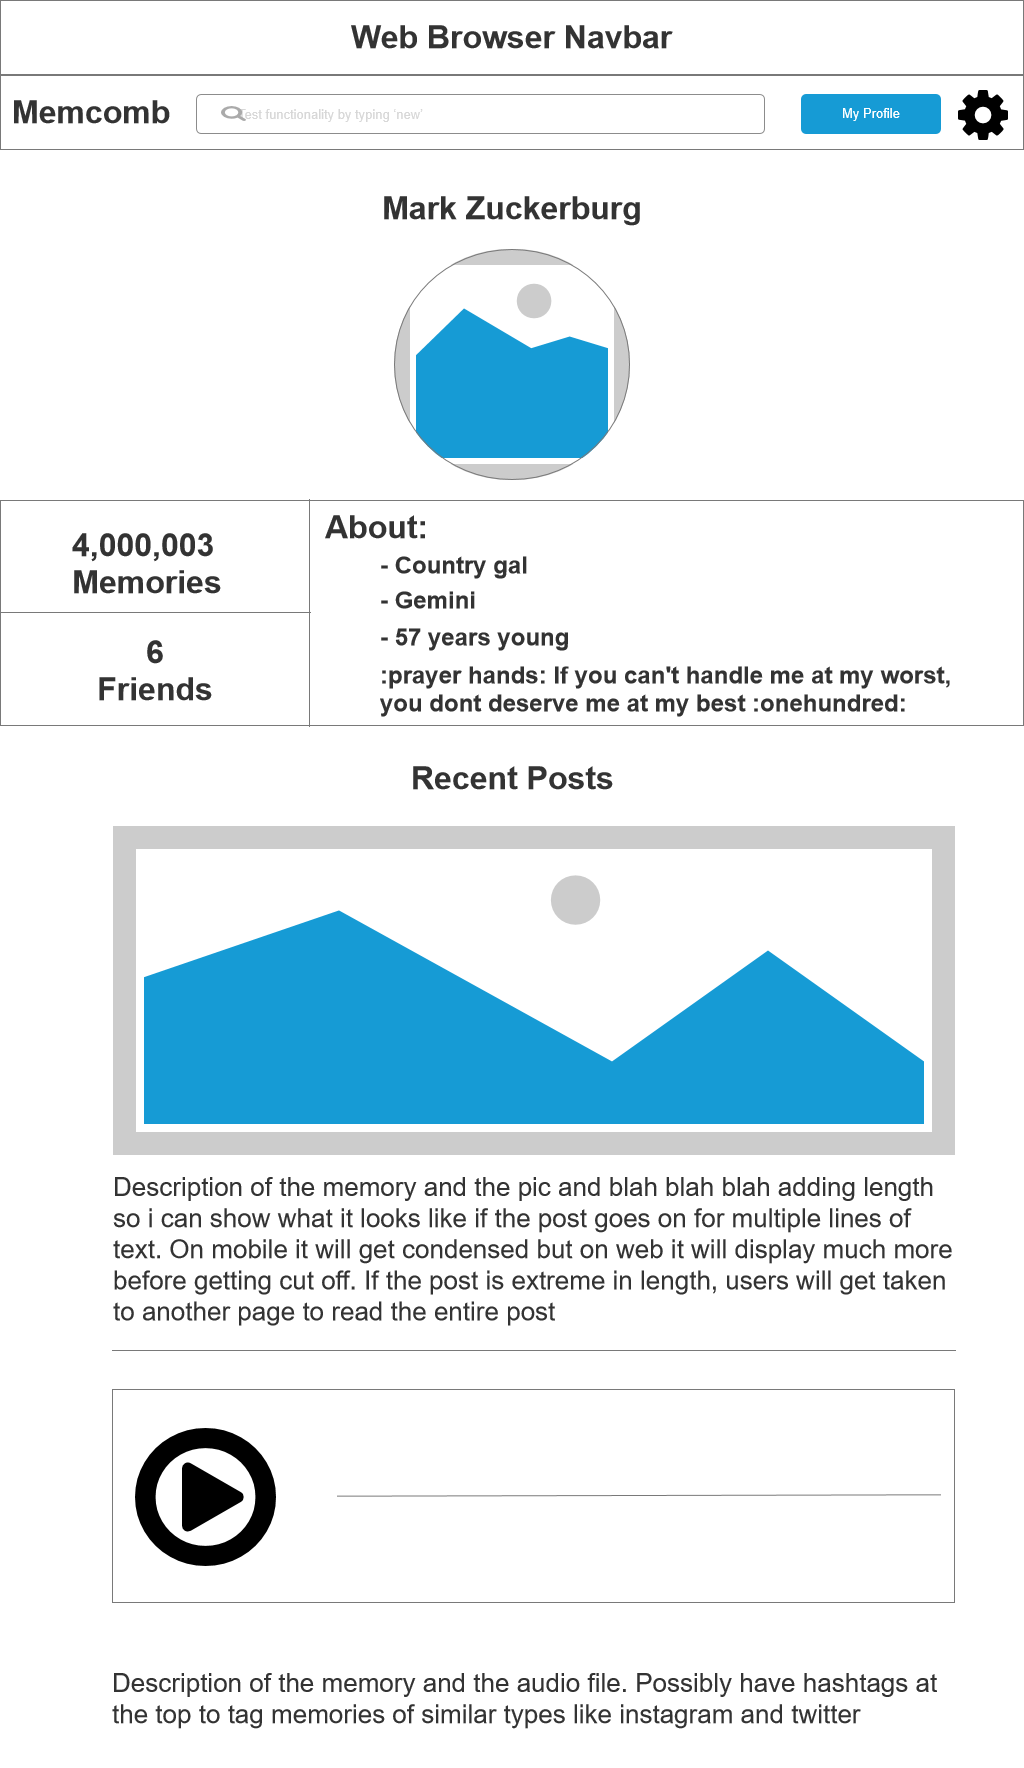 Web Browser Navbar
Memcomb
Test functionality by typing 'new'
My Profile
Mark Zuckerburg
4,000,003
Memories
6
Friends
About:
- Country gal
- Gemini
- 57 years young
:prayer hands: If you can't handle me at my worst,
you dont deserve me at my best :onehundred:
Recent Posts
Description of the memory and the pic and blah blah blah adding length
so i can show what it looks like if the post goes on for multiple lines of
text. On mobile it will get condensed but on web it will display much more
before getting cut off. If the post is extreme in length, users will get taken
to another page to read the entire post
Description of the memory and the audio file. Possibly have hashtags at
the top to tag memories of similar types like instagram and twitter